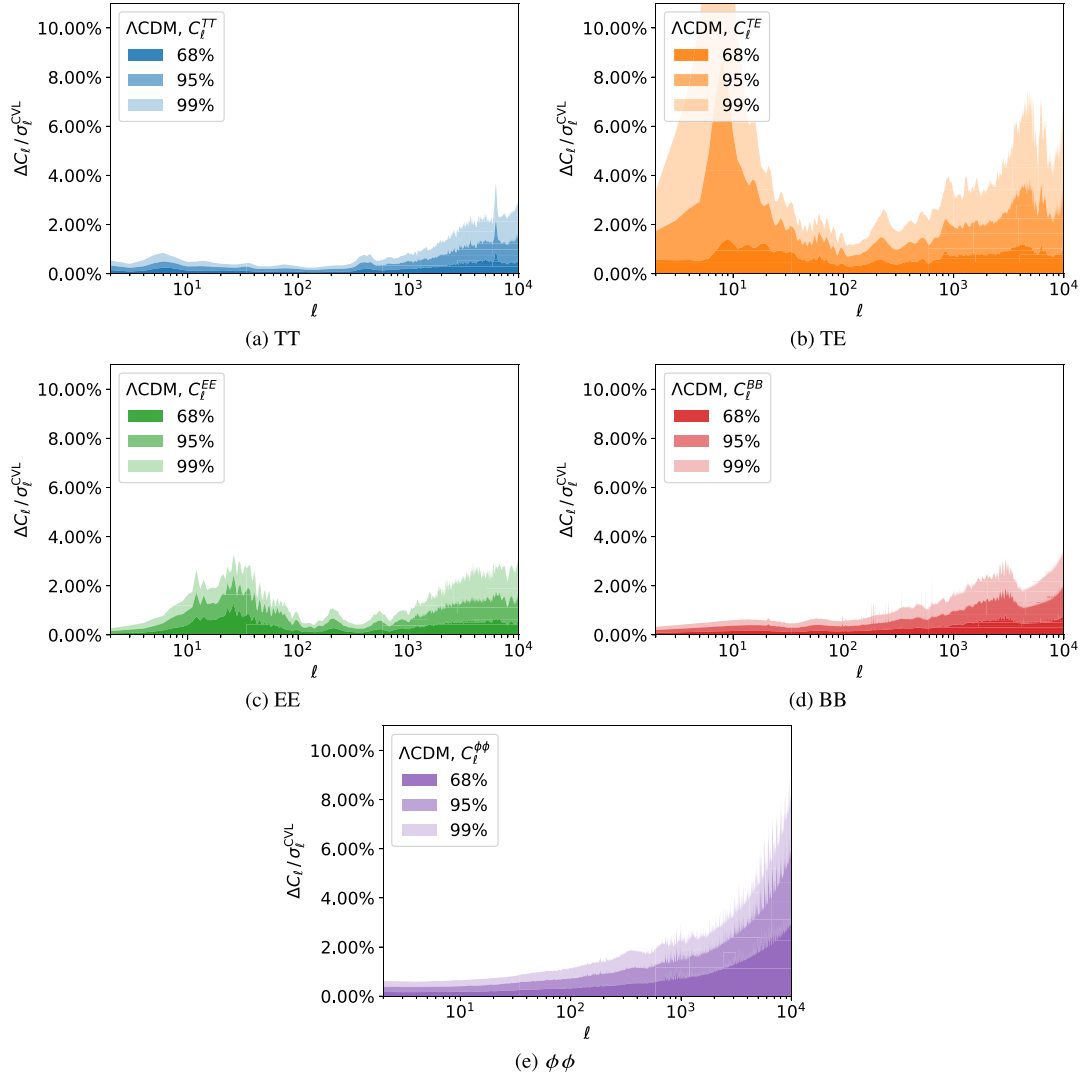 ΛCDM, $C_\ell^{TT}$
68%
95%
99%
10.00%
8.00%
6.00%
4.00%
2.00%
0.00%
$\Delta C_\ell / \sigma_\ell^{\mathrm{CVL}}$
$10^1$ $10^2$ $10^3$ $10^4$
ℓ
(a) TT
ΛCDM, $C_\ell^{TE}$
68%
95%
99%
10.00%
8.00%
6.00%
4.00%
2.00%
0.00%
$\Delta C_\ell / \sigma_\ell^{\mathrm{CVL}}$
$10^1$ $10^2$ $10^3$ $10^4$
ℓ
(b) TE
ΛCDM, $C_\ell^{EE}$
68%
95%
99%
10.00%
8.00%
6.00%
4.00%
2.00%
0.00%
$\Delta C_\ell / \sigma_\ell^{\mathrm{CVL}}$
$10^1$ $10^2$ $10^3$ $10^4$
ℓ
(c) EE
ΛCDM, $C_\ell^{BB}$
68%
95%
99%
10.00%
8.00%
6.00%
4.00%
2.00%
0.00%
$\Delta C_\ell / \sigma_\ell^{\mathrm{CVL}}$
$10^1$ $10^2$ $10^3$ $10^4$
ℓ
(d) BB
ΛCDM, $C_\ell^{\phi\phi}$
68%
95%
99%
10.00%
8.00%
6.00%
4.00%
2.00%
0.00%
$\Delta C_\ell / \sigma_\ell^{\mathrm{CVL}}$
$10^1$ $10^2$ $10^3$ $10^4$
ℓ
(e) $\phi\phi$